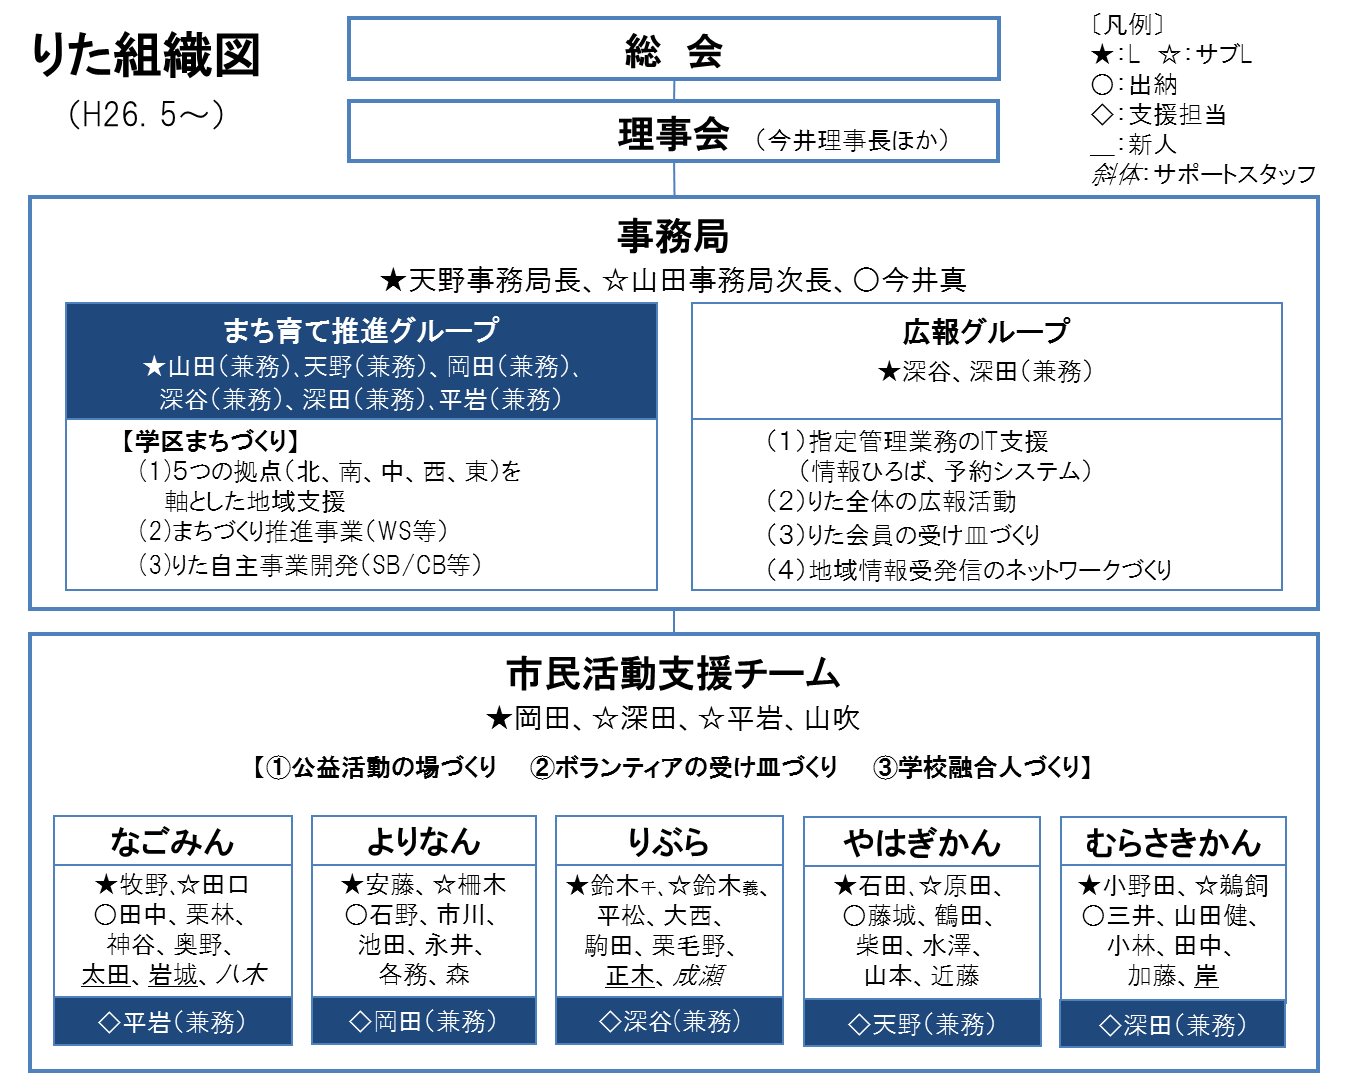 りた組織図
（H26. 5～）
〔凡例〕
★：L　☆：サブL
○：出納
◇：支援担当
＿：新人
斜体：サポートスタッフ
総　会
理事会（今井理事長ほか）
事務局
★天野事務局長、☆山田事務局次長、○今井真
まち育て推進グループ
★山田（兼務）、天野（兼務）、岡田（兼務）、
深谷（兼務）、深田（兼務）、平岩（兼務）
【学区まちづくり】
（1）5つの拠点（北、南、中、西、東）を
軸とした地域支援
（2）まちづくり推進事業（WS等）
（3）りた自主事業開発（SB/CB等）
広報グループ
★深谷、深田（兼務）
（1）指定管理業務のIT支援
（情報ひろば、予約システム）
（2）りた全体の広報活動
（3）りた会員の受け皿づくり
（4）地域情報受発信のネットワークづくり
市民活動支援チーム
★岡田、☆深田、☆平岩、山吹
【①公益活動の場づくり　②ボランティアの受け皿づくり　③学校融合人づくり】
なごみん
★牧野、☆田口
○田中、栗林、
神谷、奥野、
太田、岩城、八木
◇平岩（兼務）
よりなん
★安藤、☆柵木
○石野、市川、
池田、永井、
各務、森
◇岡田（兼務）
りぶら
★鈴木千、☆鈴木義、
平松、大西、
駒田、栗毛野、
正木、成瀬
◇深谷（兼務）
やはぎかん
★石田、☆原田、
○藤城、鶴田、
柴田、水澤、
山本、近藤
◇天野（兼務）
むらさきかん
★小野田、☆鵜飼
○三井、山田健、
小林、田中、
加藤、岸
◇深田（兼務）